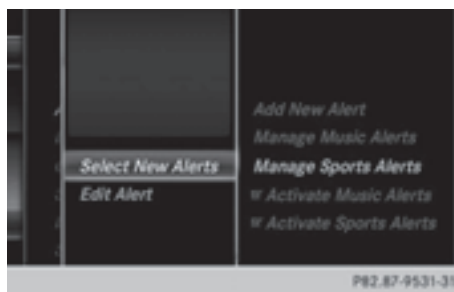 Add New Alert
Manage Music Alerts
Select New Alerts
Manage Sports Alerts
Edit Alert
Activate Music Alerts
Activate Sports Alerts
P82.87-9531-31